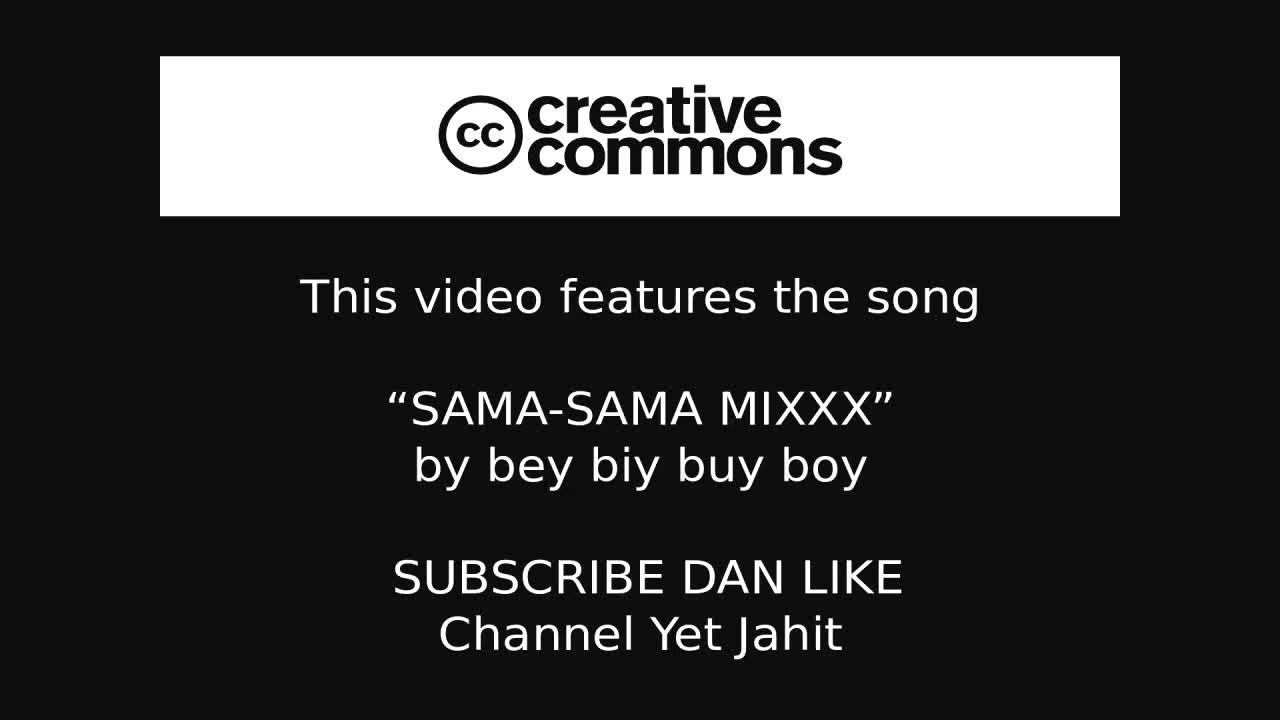 cc creative
commons
This video features the song
“SAMA-SAMA MIXXX”
by bey biy buy boy
SUBSCRIBE DAN LIKE
Channel Yet Jahit